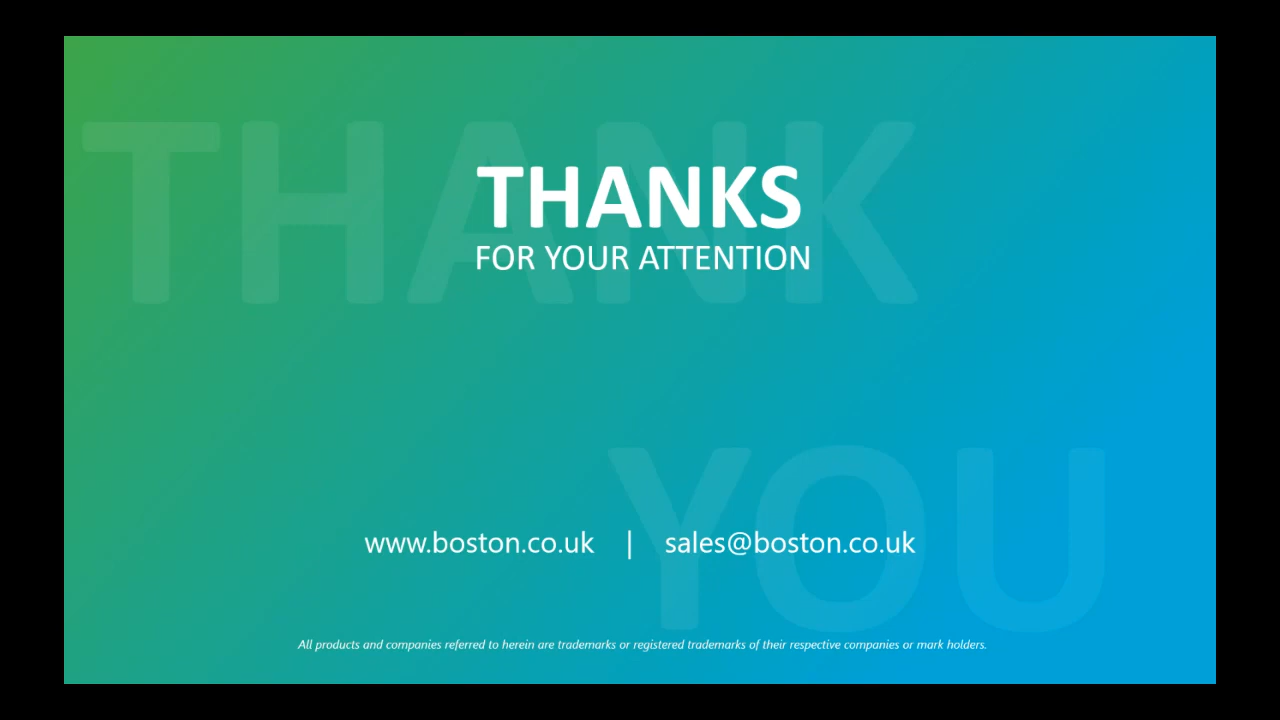 THANK
THANKS
FOR YOUR ATTENTION
YOU
www.boston.co.uk | sales@boston.co.uk
All products and companies referred to herein are trademarks or registered trademarks of their respective companies or mark holders.